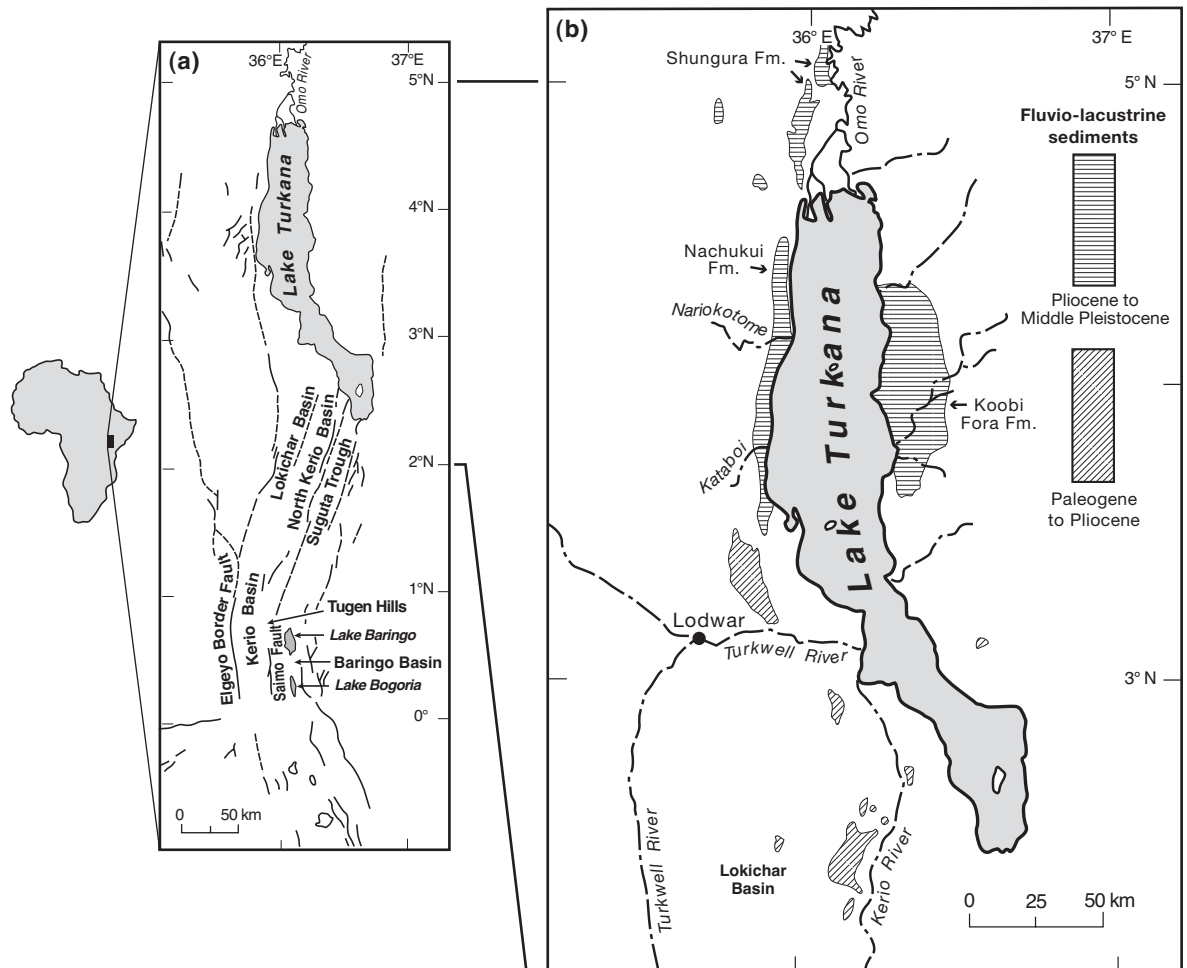 (a)
36°E
37°E
5°N
Omo River
4°N
Lake Turkana
3°N
Lokichar Basin
North Kerio Basin
Suguta Trough
2°N
1°N
Elgeyo Border Fault
Kerio Basin
Tugen Hills
Saimo Fault
Lake Baringo
Baringo Basin
Lake Bogoria
0°
0 50 km
(b)
36° E
37° E
Shungura Fm.
Omo River
5° N
Fluvio-lacustrine
sediments
Pliocene to
Middle Pleistocene
Paleogene
to Pliocene
Nachukui
Fm.
Nariokotome
Lake Turkana
Koobi
Fora Fm.
Kataboi
Lodwar
Turkwell River
3° N
Turkwell River
Lokichar
Basin
Kerio River
0 25 50 km